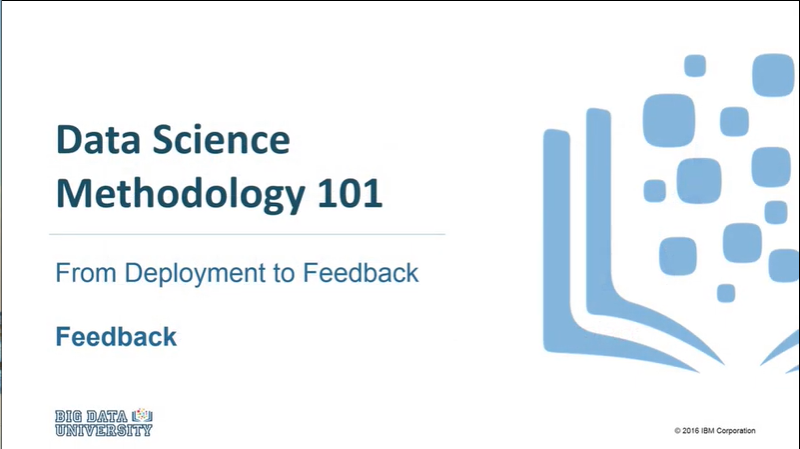 Data Science
Methodology 101
From Deployment to Feedback
Feedback
BIG DATA
UNIVERSITY
© 2016 IBM Corporation